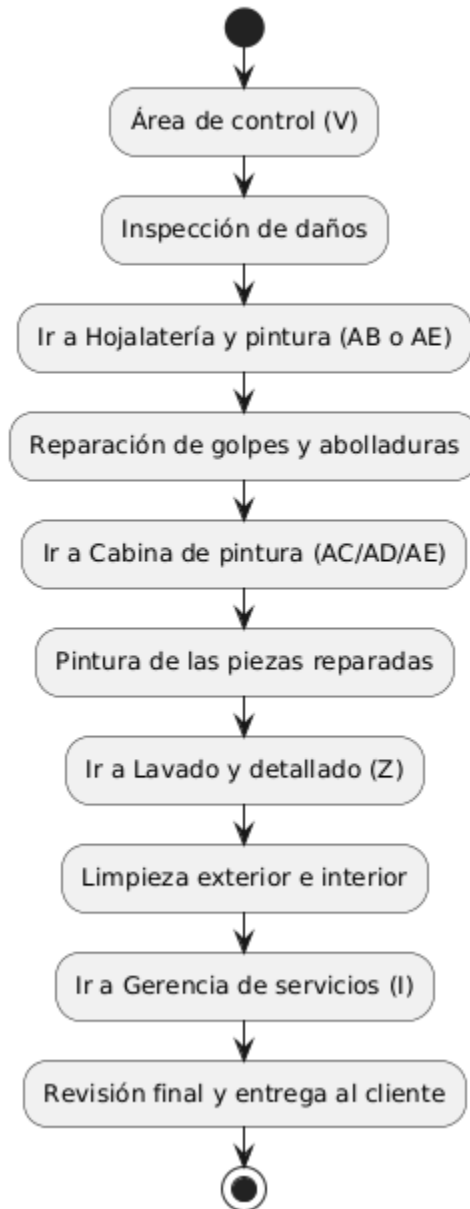 Área de control (V)
Inspección de daños
Ir a Hojalatería y pintura (AB o AE)
Reparación de golpes y abolladuras
Ir a Cabina de pintura (AC/AD/AE)
Pintura de las piezas reparadas
Ir a Lavado y detallado (Z)
Limpieza exterior e interior
Ir a Gerencia de servicios (I)
Revisión final y entrega al cliente